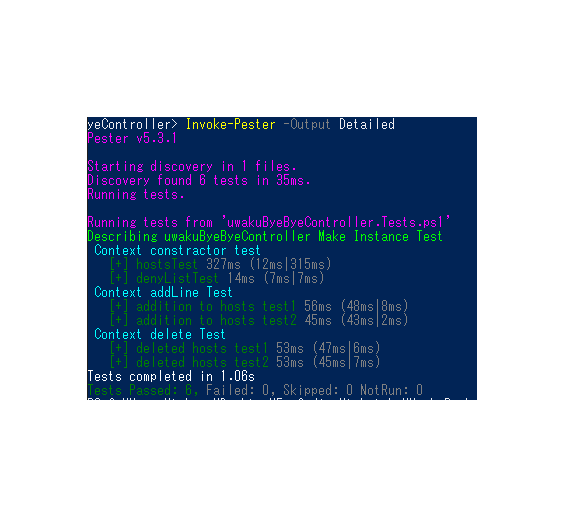 yeController> Invoke-Pester -Output Detailed
Pester v5.3.1
Starting discovery in 1 files.
Discovery found 6 tests in 35ms.
Running tests.
Running tests from 'uwakuByeByeController.Tests.ps1'
Describing uwakuByeByeController Make Instance Test
Context constractor test
[+] hostsTest 327ms (12ms|315ms)
[+] denyListTest 14ms (7ms|7ms)
Context addLine Test
[+] addition to hosts test1 56ms (48ms|8ms)
[+] addition to hosts test2 45ms (43ms|2ms)
Context delete Test
[+] deleted hosts test1 53ms (47ms|6ms)
[+] deleted hosts test2 53ms (45ms|7ms)
Tests completed in 1.06s
Tests Passed: 6, Failed: 0, Skipped: 0 NotRun: 0